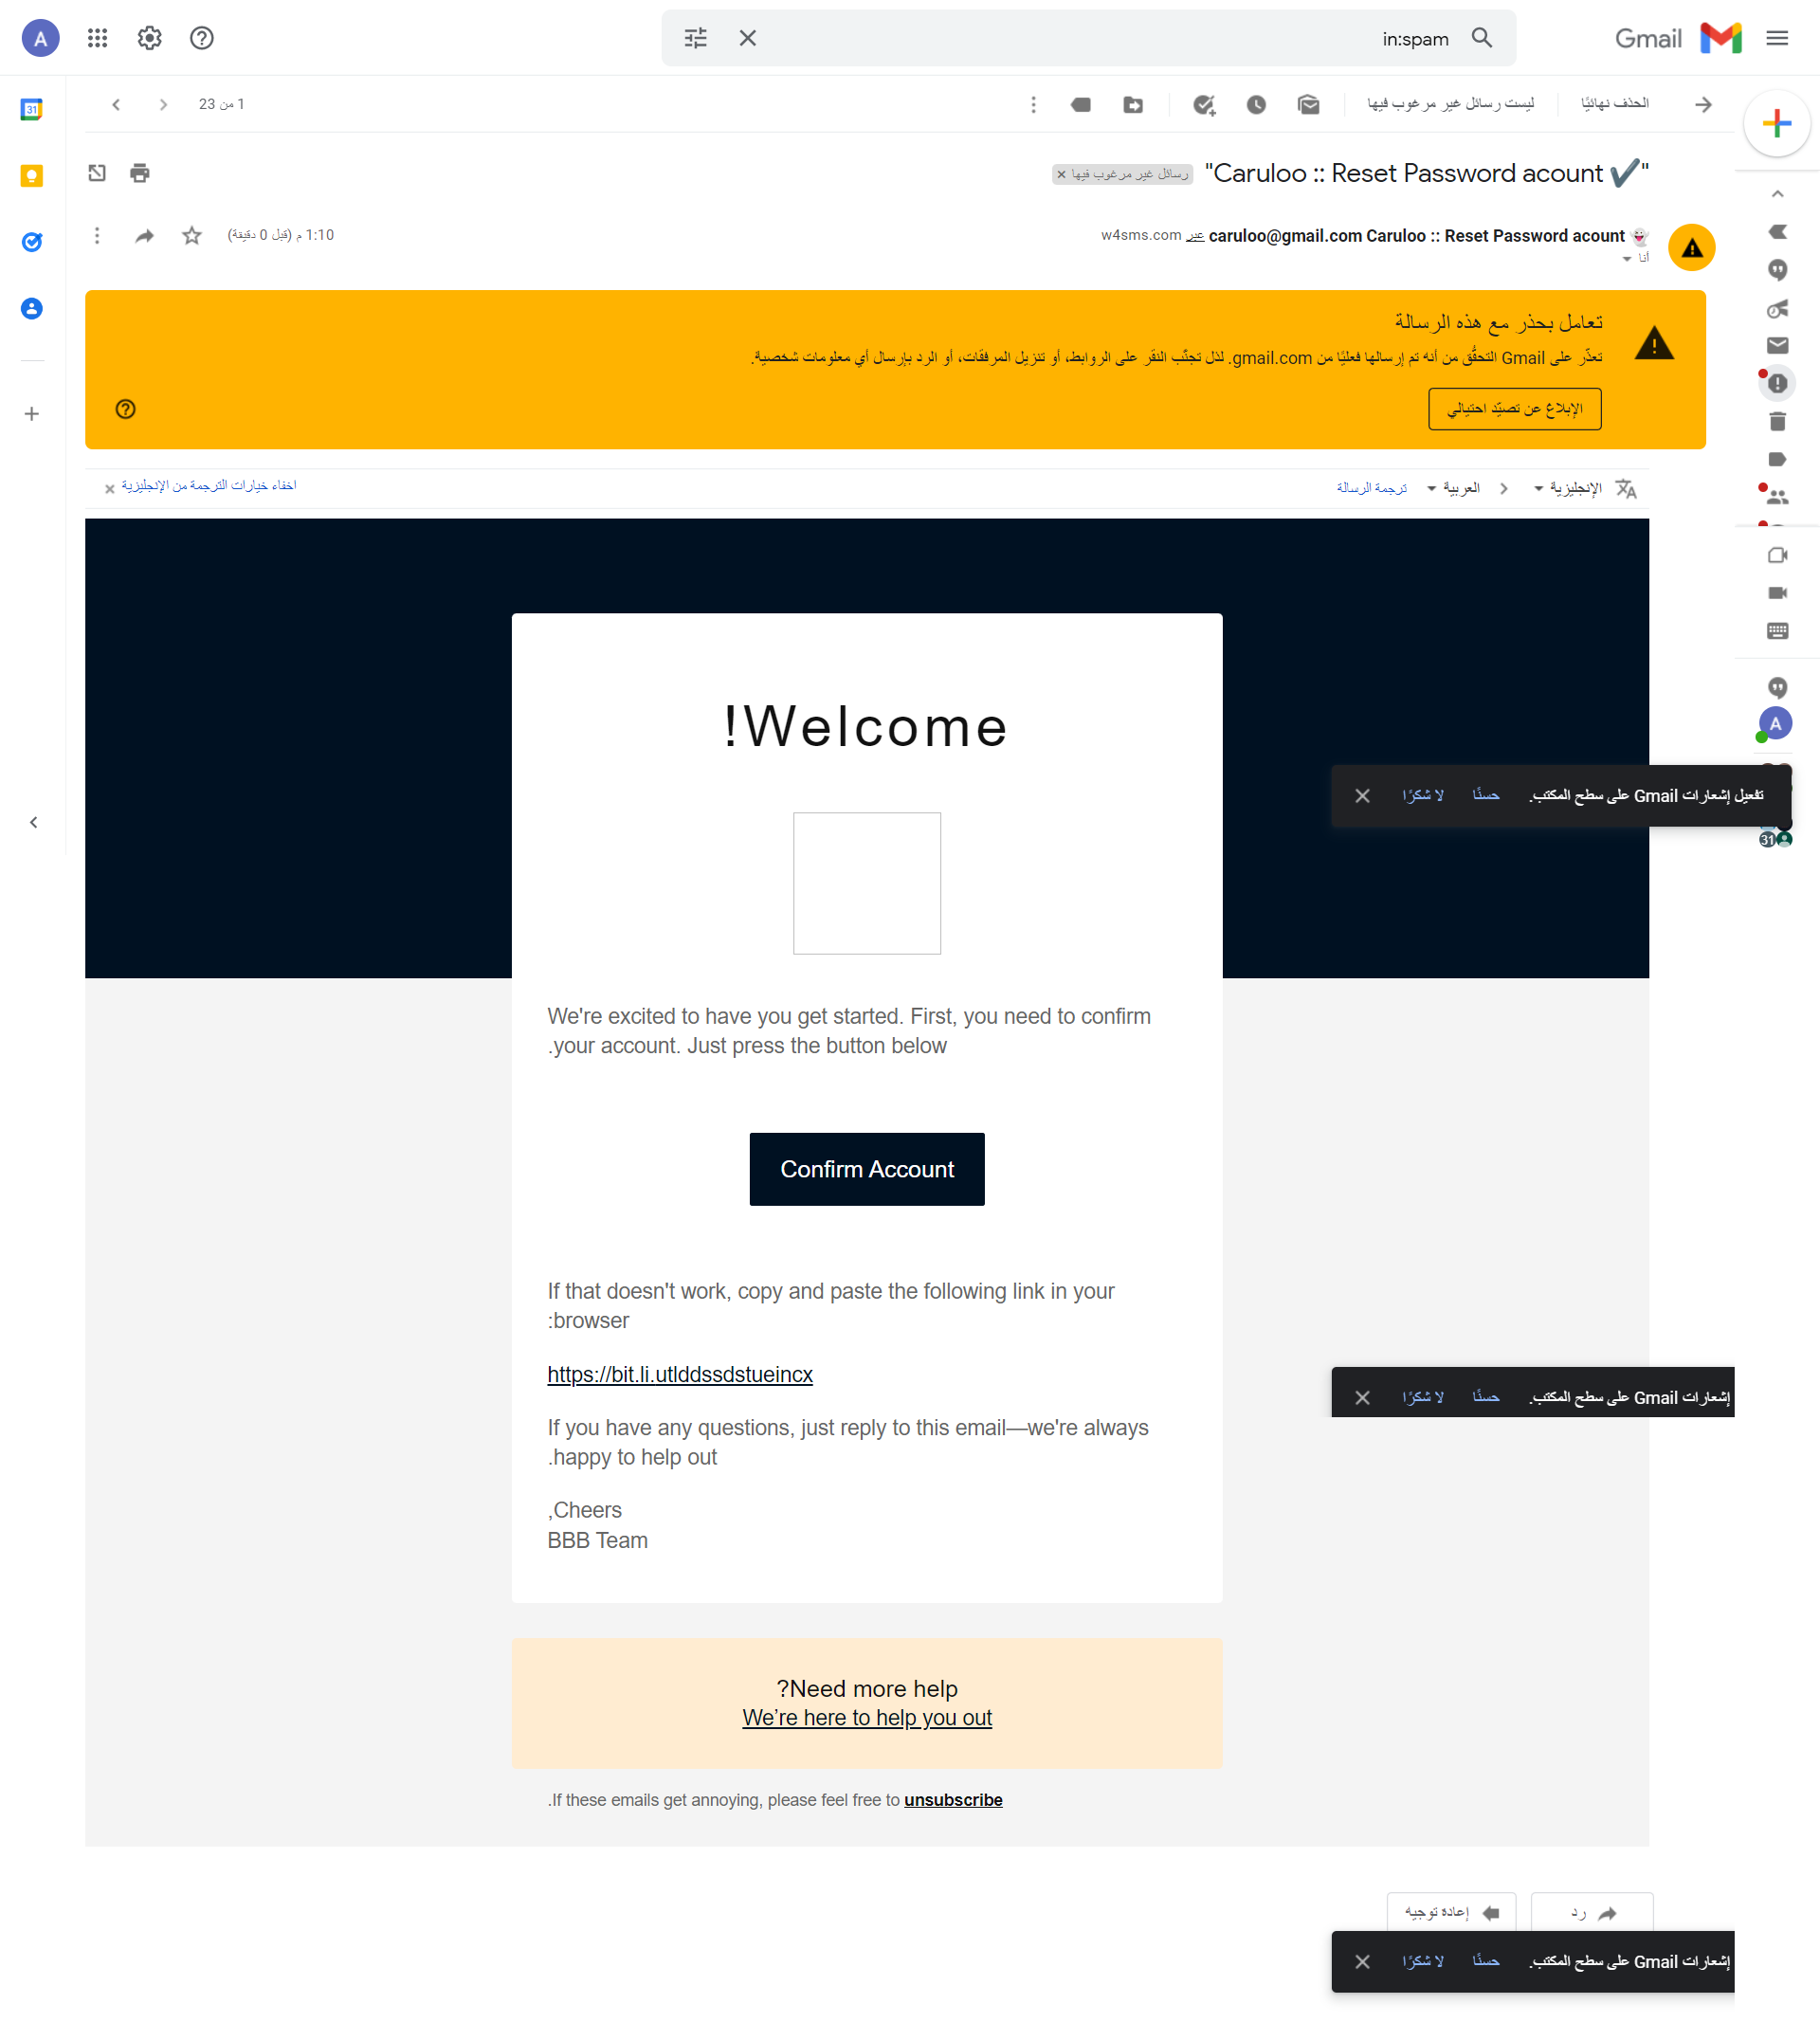 Gmail
in:spam
A
الحذف نهائيًا
ليست رسائل غير مرغوب فيها
1 من 23
"Caruloo :: Reset Password acount ✔"
رسائل غير مرغوب فيها ×
👻 caruloo@gmail.com Caruloo :: Reset Password acount عبر w4sms.com
1:10 م (قبل 0 دقيقة)
أنا
تعامل بحذر مع هذه الرسالة
تعذّر على Gmail التحقُّق من أنه تم إرسالها فعليًا من gmail.com. لذل تجنَّب النقر على الروابط، أو تنزيل المرفقات، أو الرد بإرسال أي معلومات شخصية.
الإبلاغ عن تصيّد احتيالي
الإنجليزية
العربية
ترجمة الرسالة
اخفاء خيارات الترجمة من الإنجليزية ×
!Welcome
We're excited to have you get started. First, you need to confirm
.your account. Just press the button below
Confirm Account
If that doesn't work, copy and paste the following link in your
:browser
https://bit.li.utlddssdstueincx
If you have any questions, just reply to this email—we're always
.happy to help out
,Cheers
BBB Team
?Need more help
We're here to help you out
.If these emails get annoying, please feel free to unsubscribe
رد
إعادة توجيه
A
تفعيل إشعارات Gmail على سطح المكتب. حسنًا لا شكرًا
31
31
إشعارات Gmail على سطح المكتب. حسنًا لا شكرًا
إشعارات Gmail على سطح المكتب. حسنًا لا شكرًا